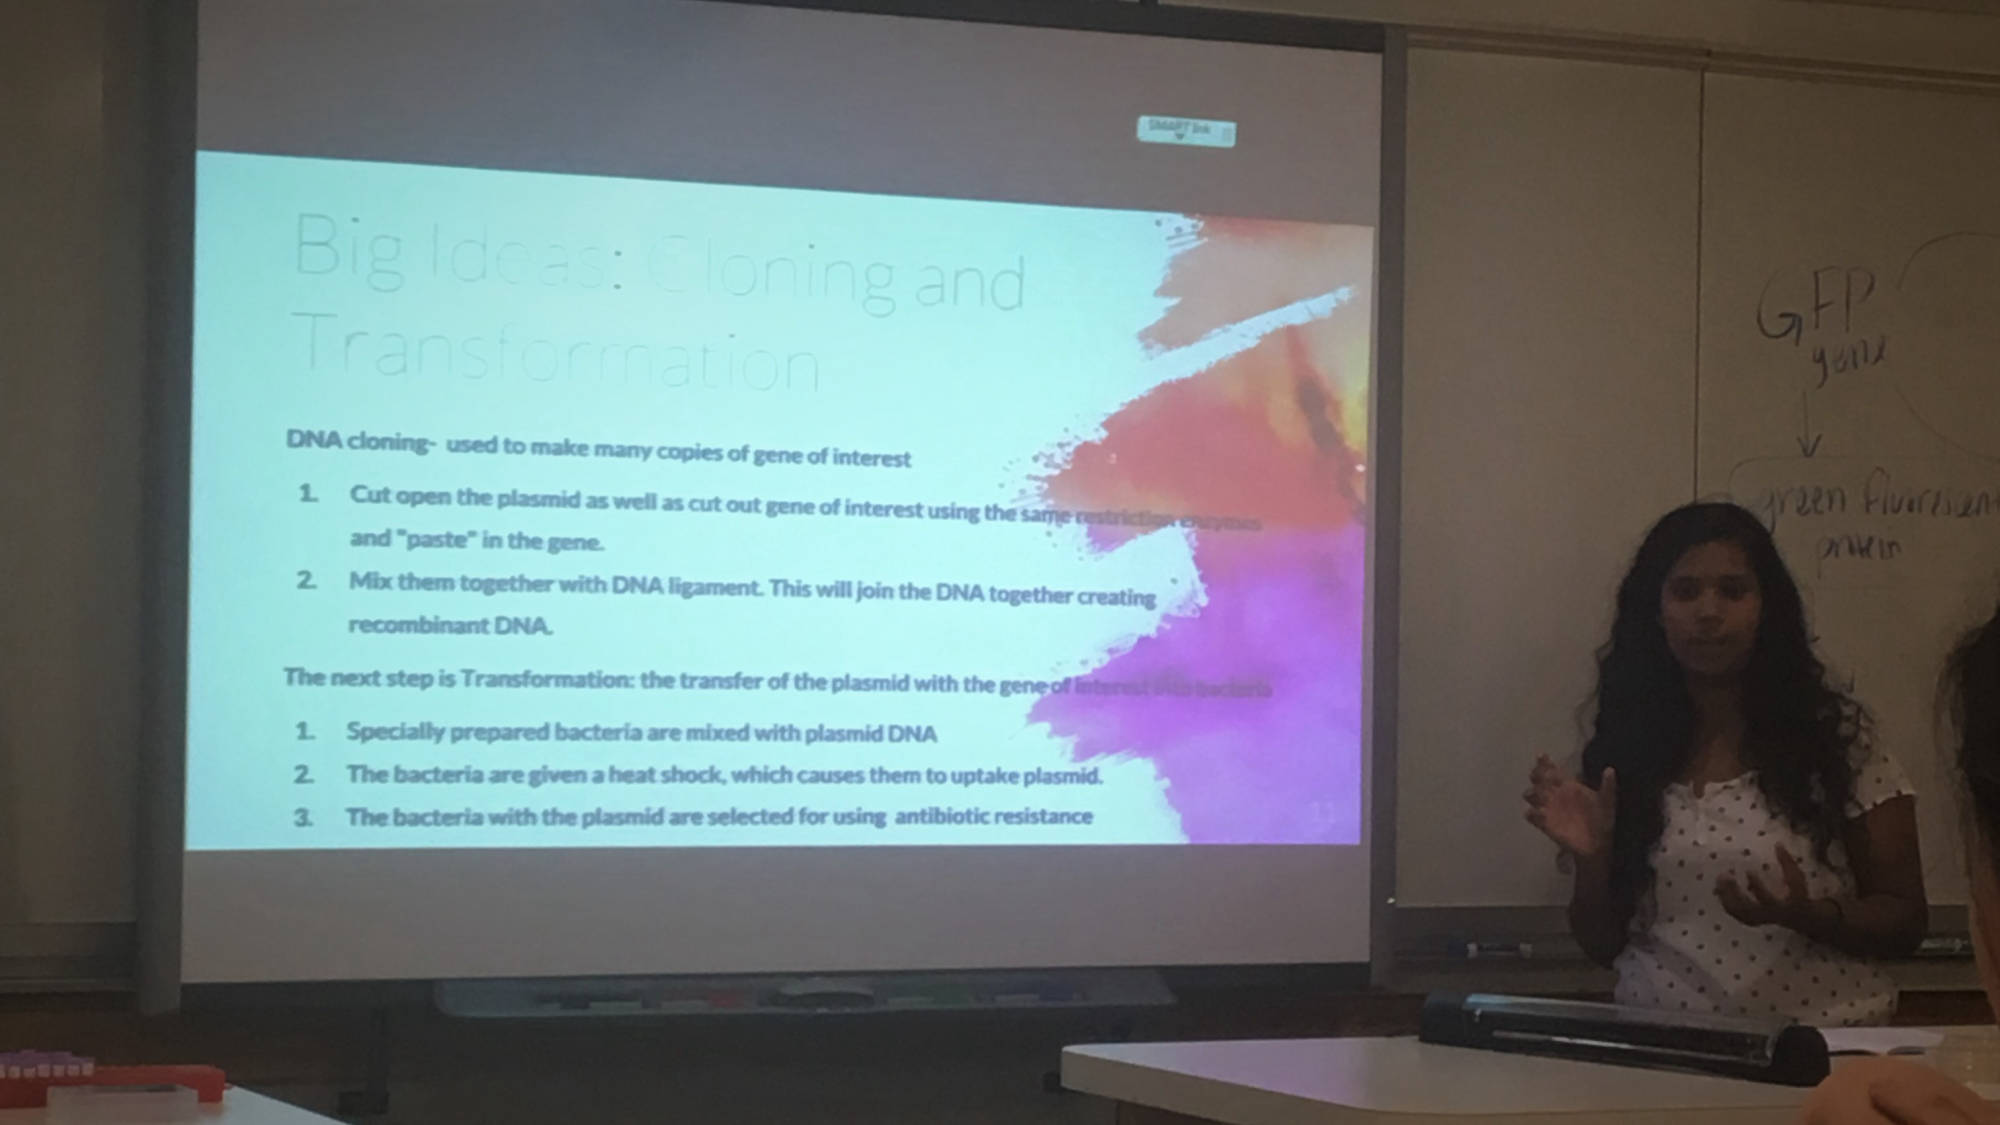 SMART Ink
Big Ideas: Cloning and
Transformation
DNA cloning- used to make many copies of gene of interest
1. Cut open the plasmid as well as cut out gene of interest using the same restriction enzymes
and "paste" in the gene.
2. Mix them together with DNA ligament. This will join the DNA together creating
recombinant DNA.
The next step is Transformation: the transfer of the plasmid with the gene of interest into bacteria
1. Specially prepared bacteria are mixed with plasmid DNA
2. The bacteria are given a heat shock, which causes them to uptake plasmid.
3. The bacteria with the plasmid are selected for using antibiotic resistance
GFP
gene
green fluorescent
protein